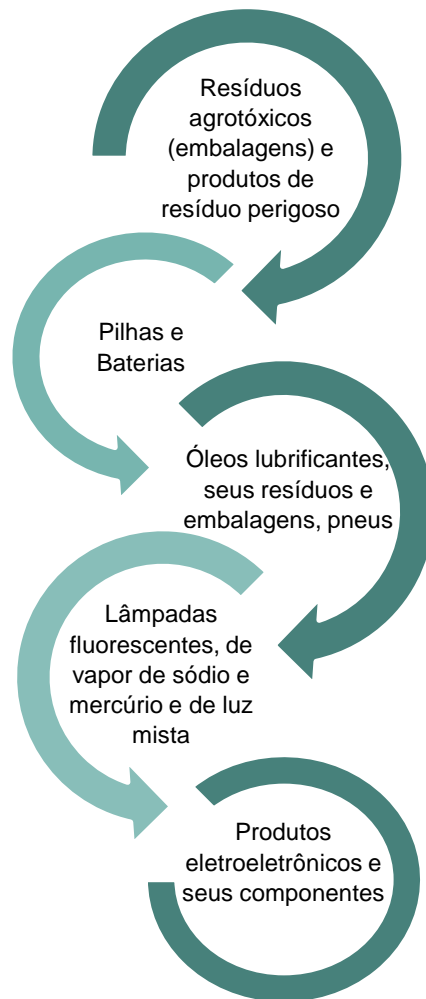 Resíduos
agrotóxicos
(embalagens) e
produtos de
resíduo perigoso
Pilhas e
Baterias
Óleos lubrificantes,
seus resíduos e
embalagens, pneus
Lâmpadas
fluorescentes, de
vapor de sódio e
mercúrio e de luz
mista
Produtos
eletroeletrônicos e
seus componentes